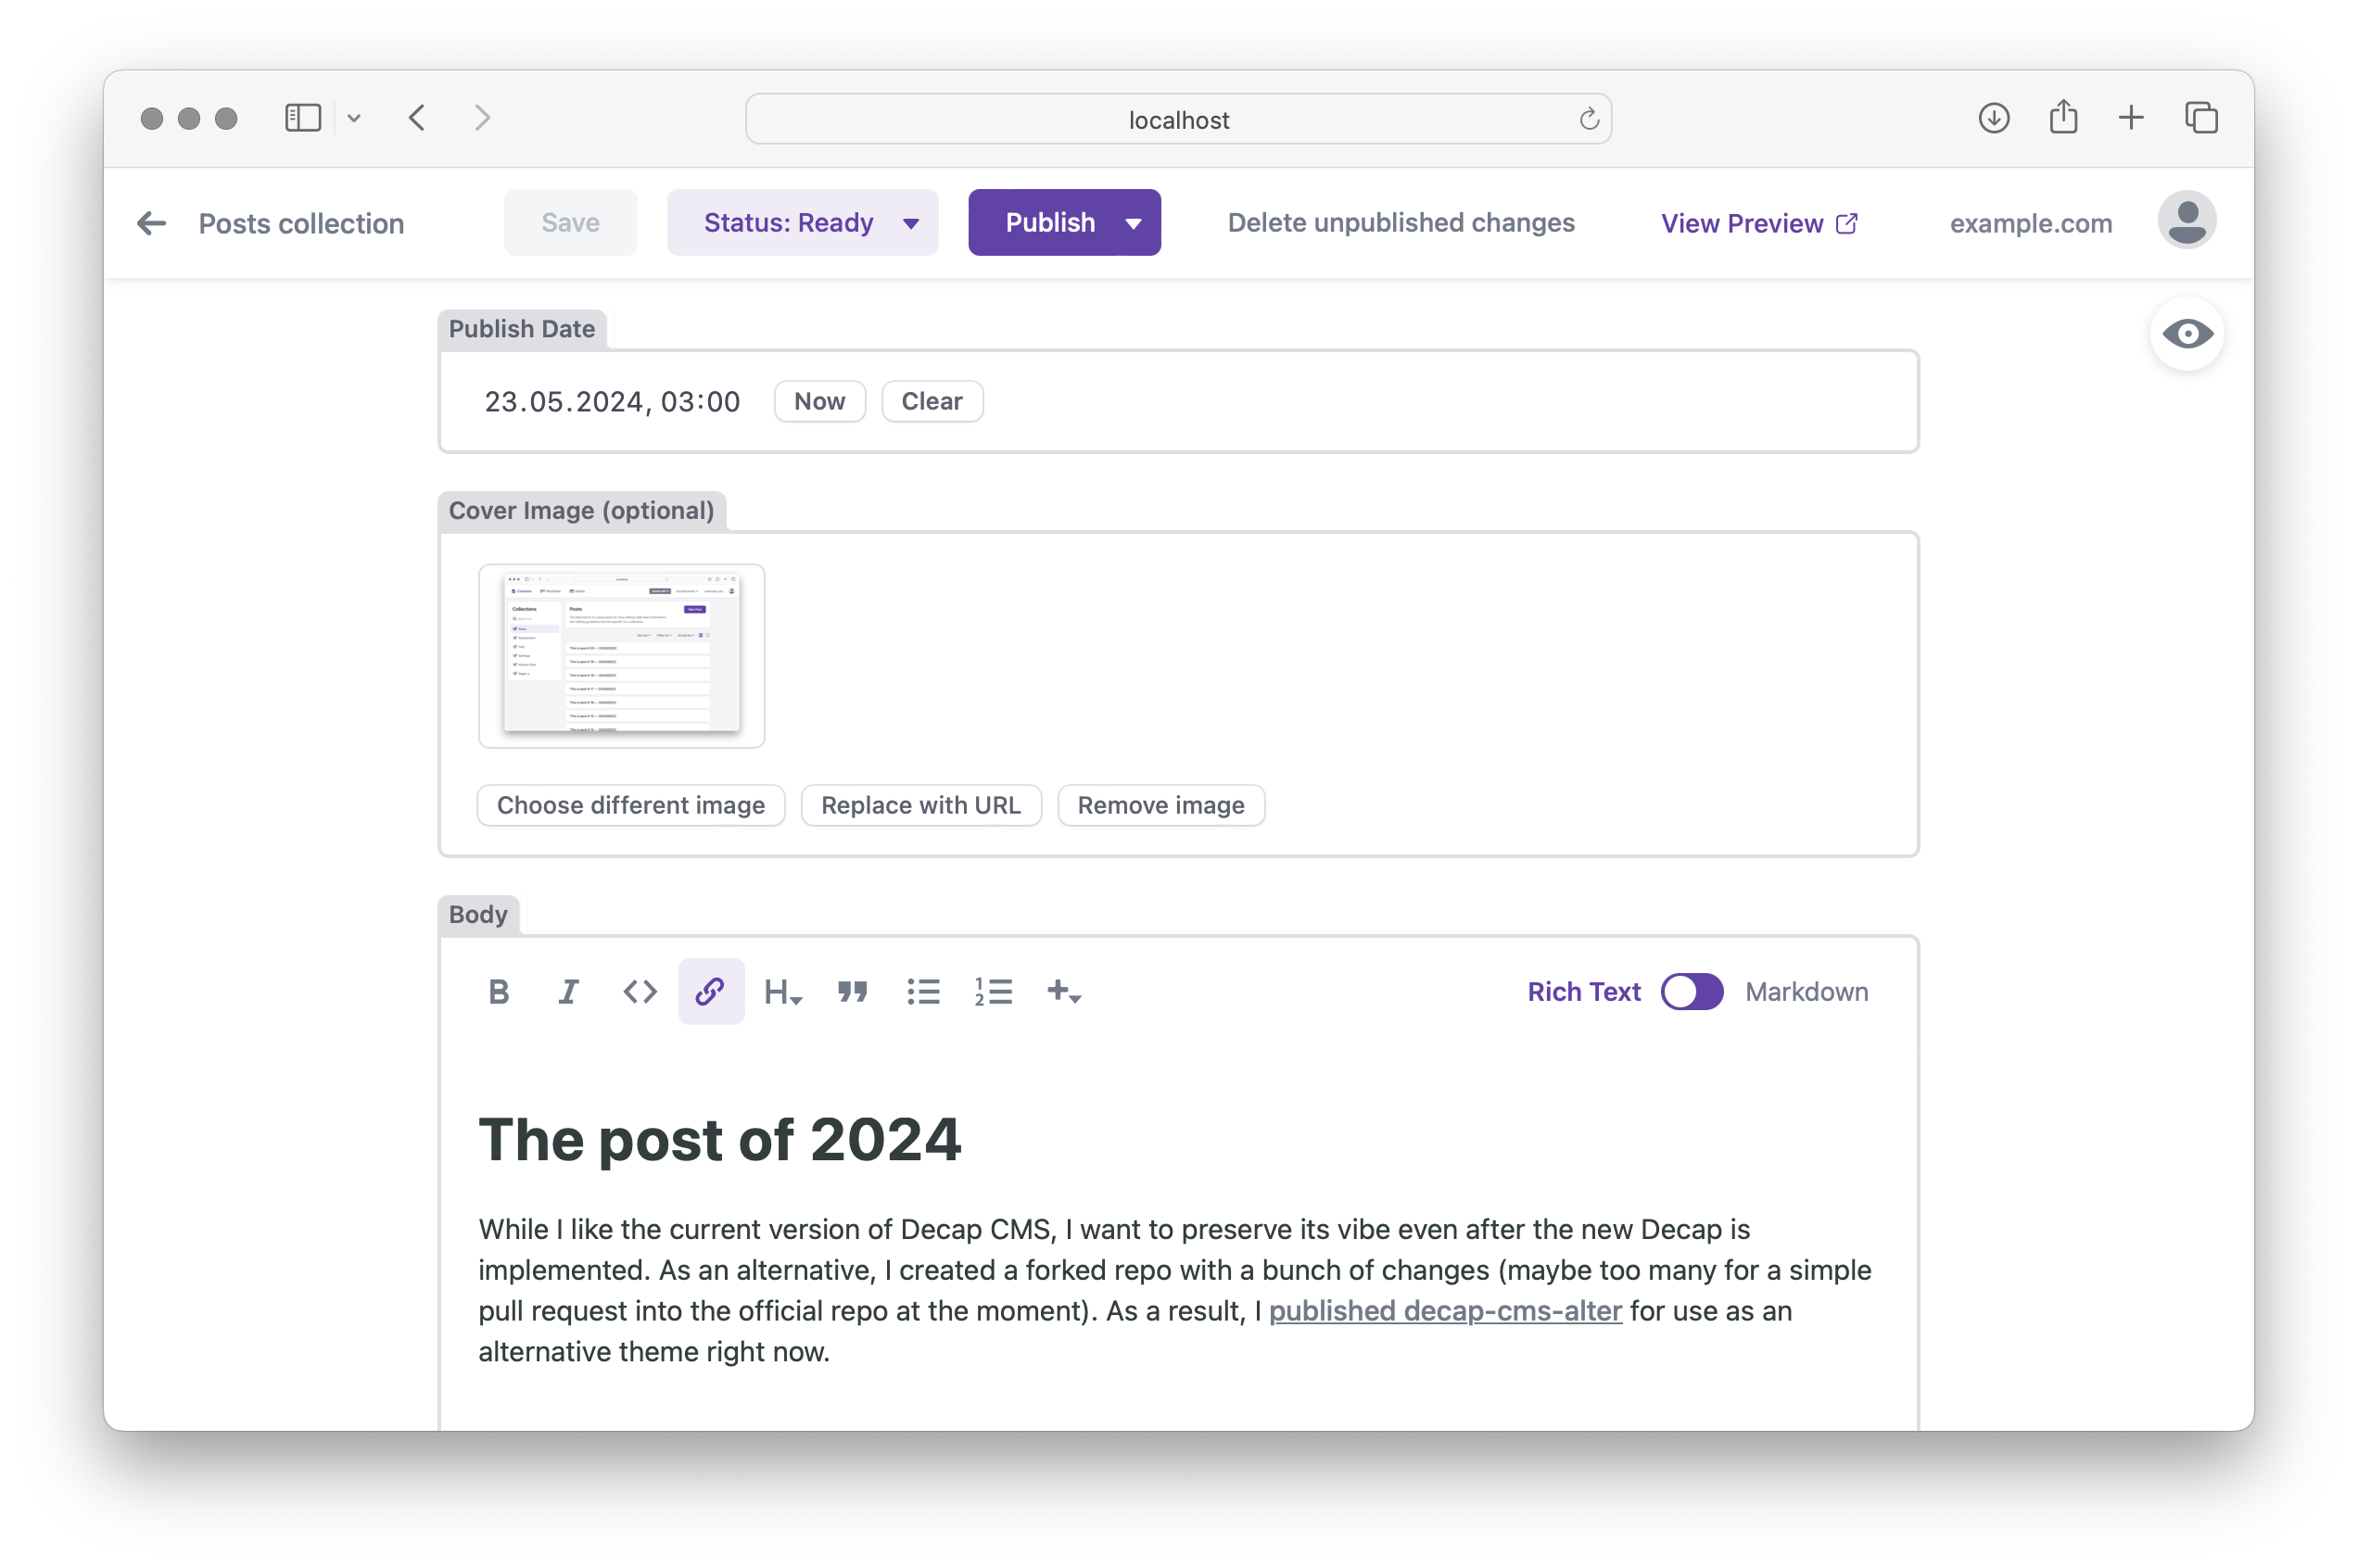 localhost
Posts collection
Save
Status: Ready
Publish
Delete unpublished changes
View Preview
example.com
Publish Date
23.05.2024, 03:00
Now
Clear
Cover Image (optional)
Collections
Posts
Choose different image
Replace with URL
Remove image
Body
B I H
Rich Text
Markdown
The post of 2024
While I like the current version of Decap CMS, I want to preserve its vibe even after the new Decap is
implemented. As an alternative, I created a forked repo with a bunch of changes (maybe too many for a simple
pull request into the official repo at the moment). As a result, I published decap-cms-alter for use as an
alternative theme right now.